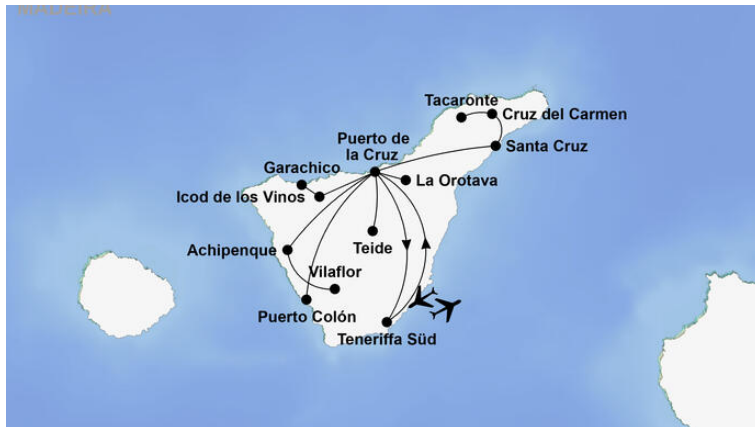 MADEIRA
Tacaronte
Cruz del Carmen
Puerto de
la Cruz
Santa Cruz
Garachico
La Orotava
Icod de los Vinos
Achipenque
Teide
Vilaflor
Puerto Colón
Teneriffa Süd